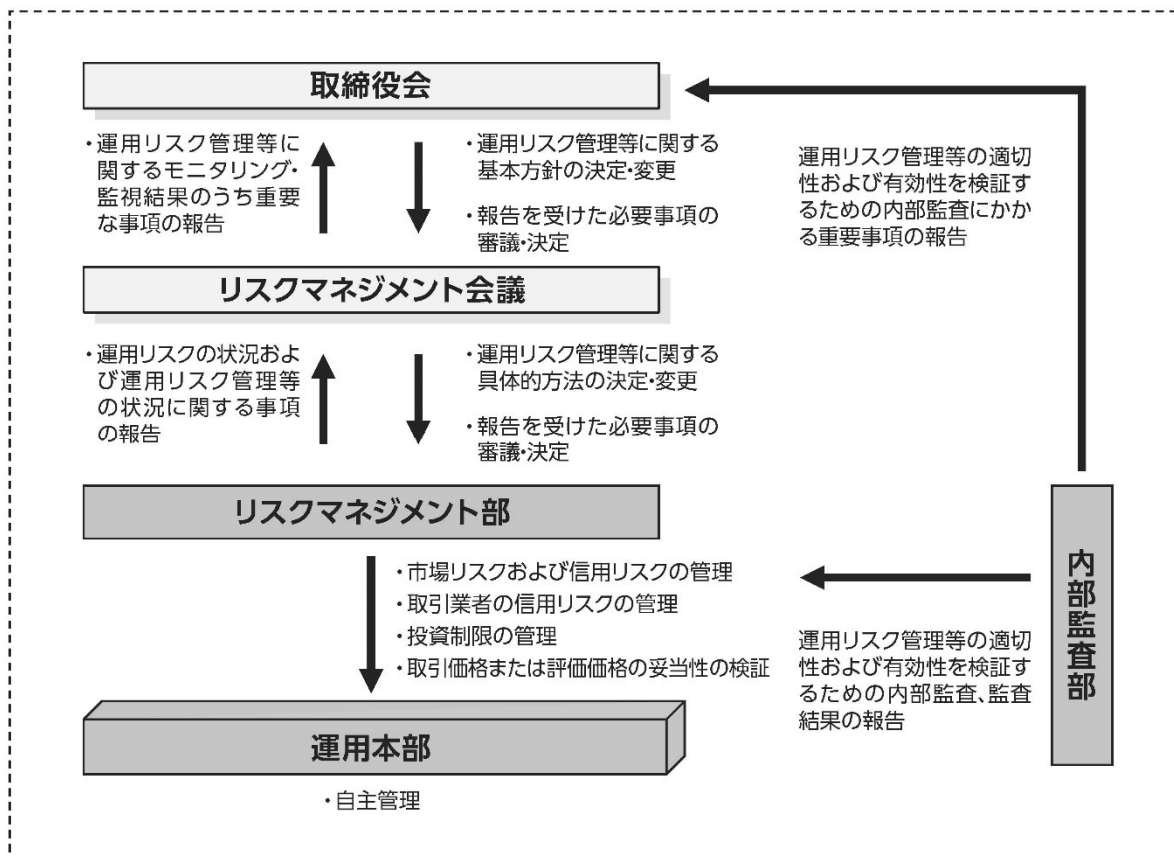 取締役会
・運用リスク管理等に
関するモニタリング・
監視結果のうち重要
な事項の報告
・運用リスク管理等に関する
基本方針の決定・変更
・報告を受けた必要事項の
審議・決定
運用リスク管理等の適切
性および有効性を検証す
るための内部監査にかか
る重要事項の報告
リスクマネジメント会議
・運用リスクの状況およ
び運用リスク管理等
の状況に関する事項
の報告
・運用リスク管理等に関する
具体的方法の決定・変更
・報告を受けた必要事項の
審議・決定
リスクマネジメント部
・市場リスクおよび信用リスクの管理
・取引業者の信用リスクの管理
・投資制限の管理
・取引価格または評価価格の妥当性の検証
運用リスク管理等の適切
性および有効性を検証す
るための内部監査、監査
結果の報告
内部監査部
運用本部
・自主管理